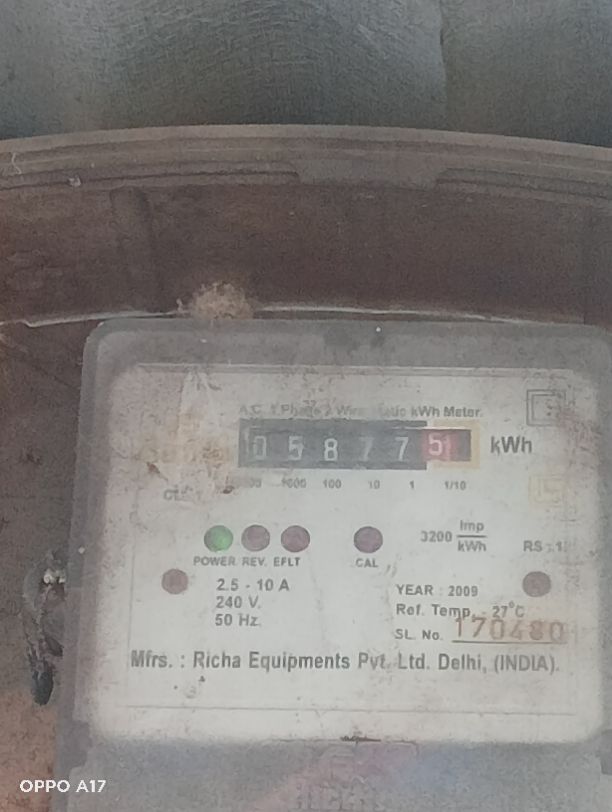 A.C. 1 Phase 2 Wire Static kWh Meter.
0 5 8 7 7 5 kWh
1000 100 10 1 1/10
3200 Imp/kWh
POWER REV. EFLT CAL RS : 1
2.5 - 10 A
240 V.
50 Hz.
YEAR : 2009
Ref. Temp. 27°C
SL. No. 170480
Mfrs. : Richa Equipments Pvt. Ltd. Delhi, (INDIA).
OPPO A17